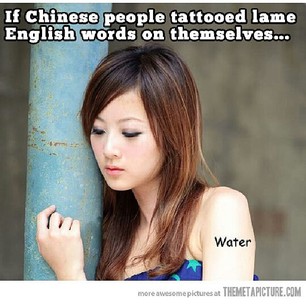 If Chinese people tattooed lame
English words on themselves...
Water
more awesome pictures at THEMETAPICTURE.COM